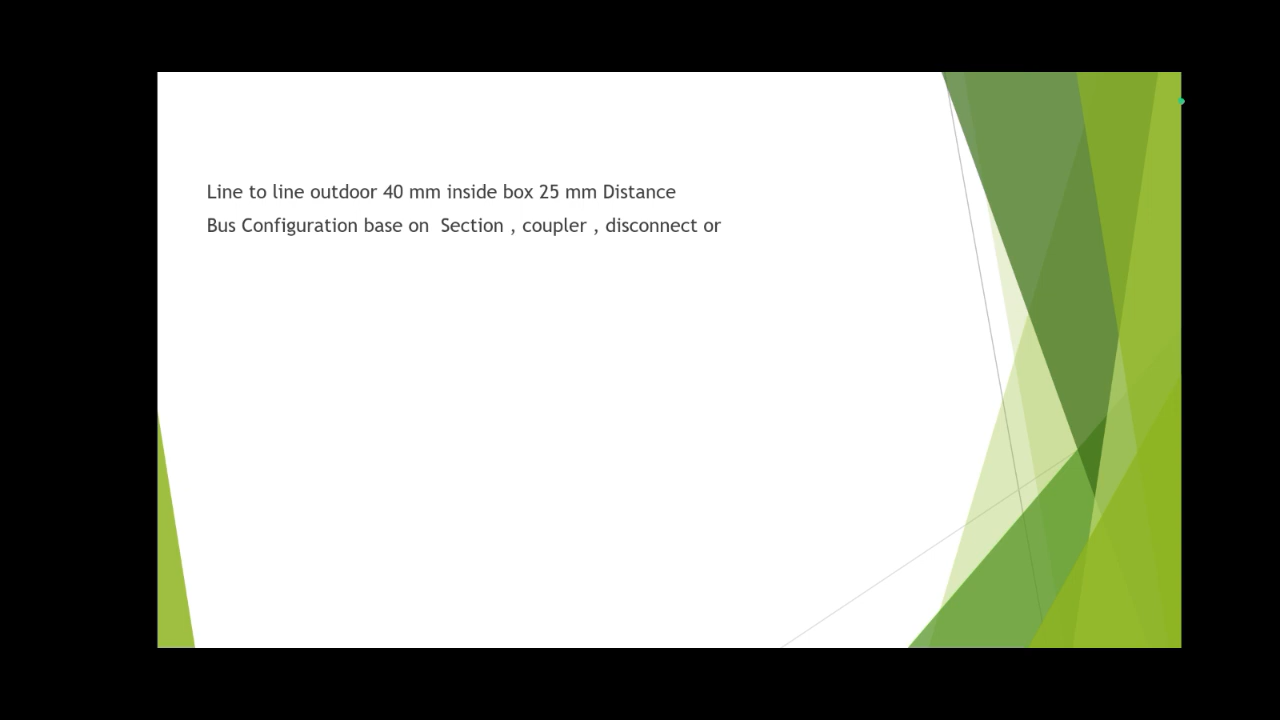 Line to line outdoor 40 mm inside box 25 mm Distance
Bus Configuration base on  Section , coupler , disconnect or